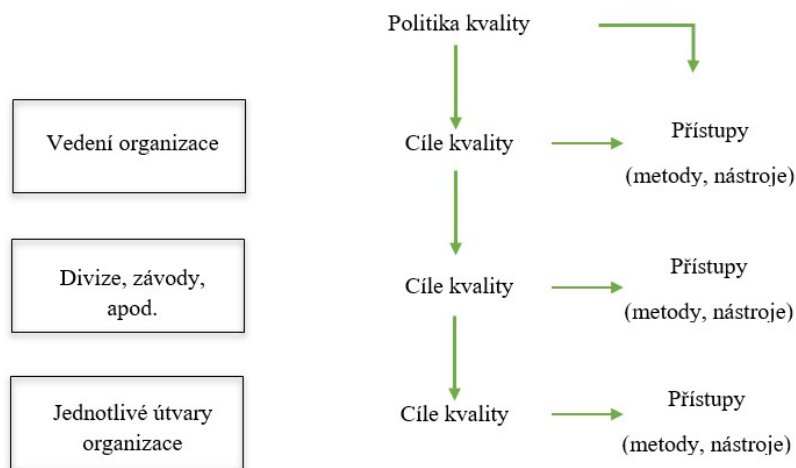 Politika kvality
Vedení organizace
Cíle kvality
Přístupy
(metody, nástroje)
Divize, závody,
apod.
Cíle kvality
Přístupy
(metody, nástroje)
Jednotlivé útvary
organizace
Cíle kvality
Přístupy
(metody, nástroje)